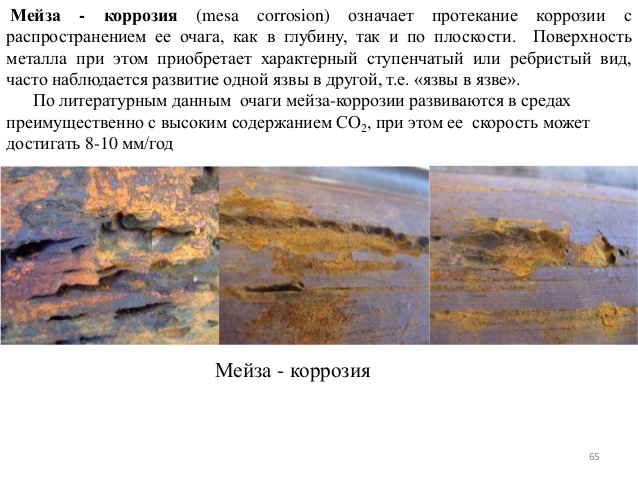 Мейза - коррозия (mesa corrosion) означает протекание коррозии с
распространением ее очага, как в глубину, так и по плоскости. Поверхность
металла при этом приобретает характерный ступенчатый или ребристый вид,
часто наблюдается развитие одной язвы в другой, т.е. «язвы в язве».
По литературным данным очаги мейза-коррозии развиваются в средах
преимущественно с высоким содержанием CO₂, при этом ее скорость может
достигать 8-10 мм/год
Мейза - коррозия
65